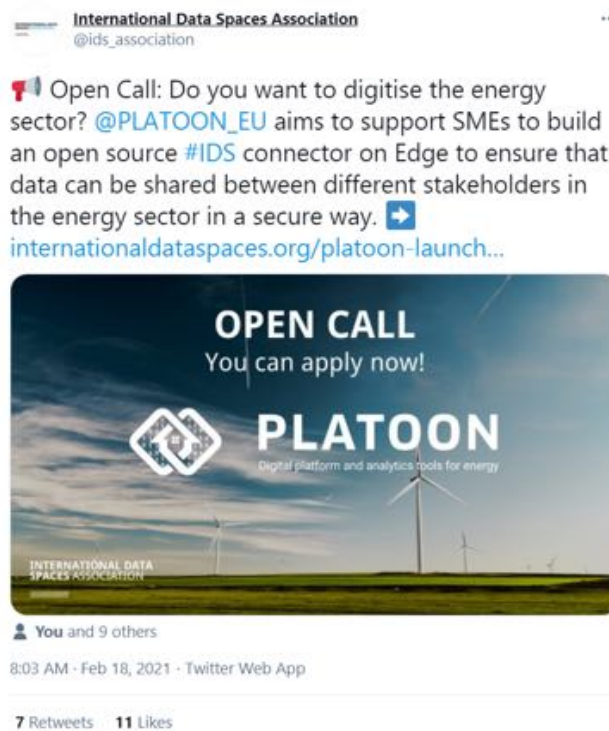 International Data Spaces Association
@ids_association
Open Call: Do you want to digitise the energy
sector? @PLATOON_EU aims to support SMEs to build
an open source #IDS connector on Edge to ensure that
data can be shared between different stakeholders in
the energy sector in a secure way.
internationaldataspaces.org/platoon-launch...
OPEN CALL
You can apply now!
PLATOON
Digital platform and analytics tools for energy
INTERNATIONAL DATA
SPACES ASSOCIATION
You and 9 others
8:03 AM · Feb 18, 2021 · Twitter Web App
7 Retweets 11 Likes